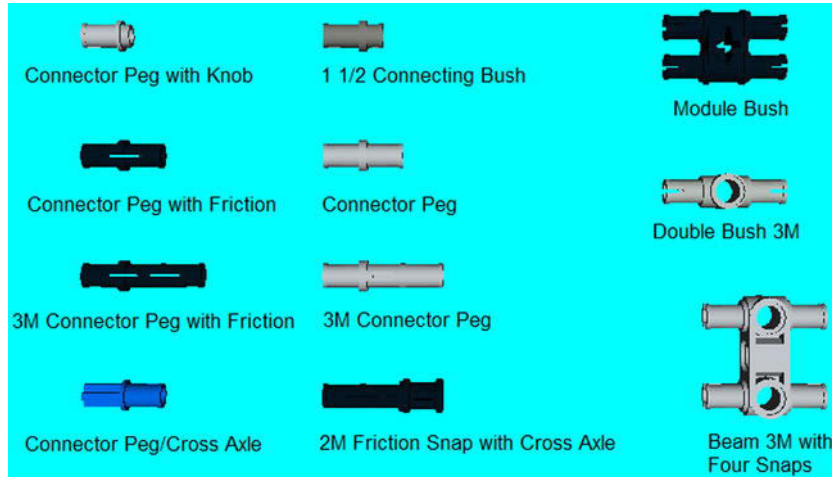 Connector Peg with Knob
1 1/2 Connecting Bush
Module Bush
Connector Peg with Friction
Connector Peg
Double Bush 3M
3M Connector Peg with Friction
3M Connector Peg
Connector Peg/Cross Axle
2M Friction Snap with Cross Axle
Beam 3M with
Four Snaps